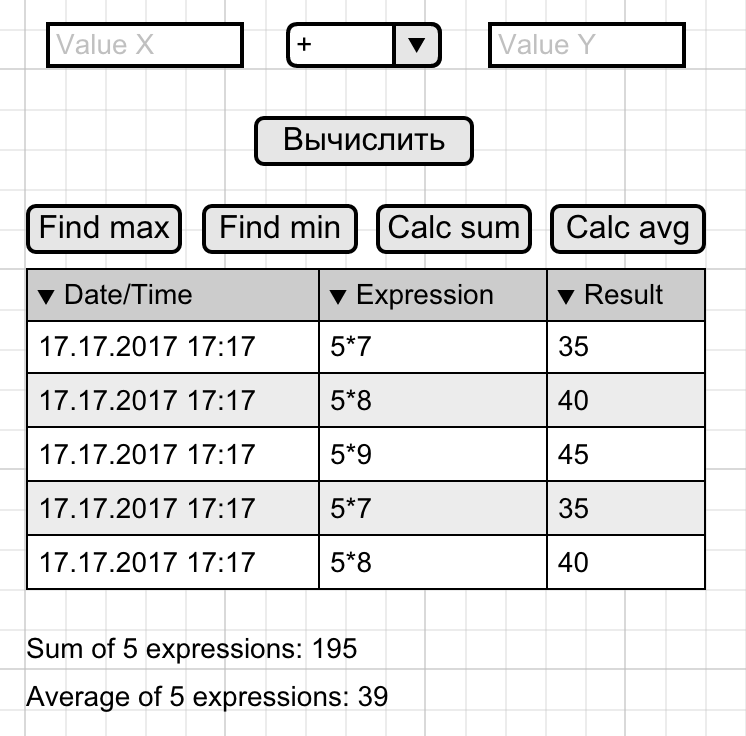 Value X + ▼ Value Y
Вычислить
Find max Find min Calc sum Calc avg
▼ Date/Time ▼ Expression ▼ Result
17.17.2017 17:17 5*7 35
17.17.2017 17:17 5*8 40
17.17.2017 17:17 5*9 45
17.17.2017 17:17 5*7 35
17.17.2017 17:17 5*8 40
Sum of 5 expressions: 195
Average of 5 expressions: 39